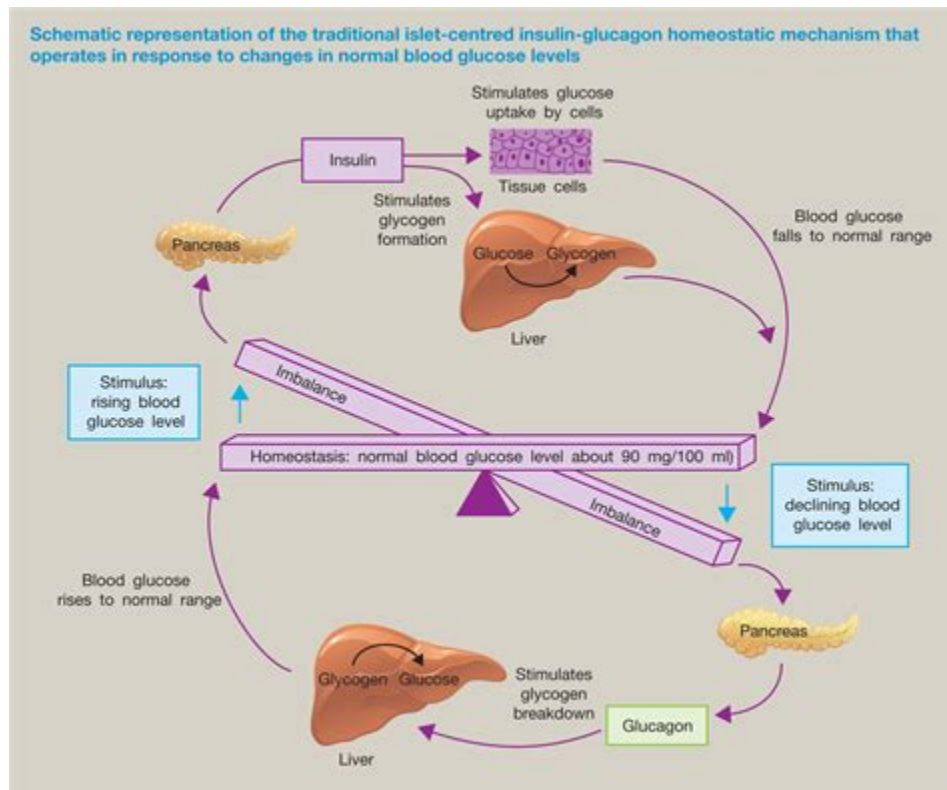 Schematic representation of the traditional islet-centred insulin-glucagon homeostatic mechanism that
operates in response to changes in normal blood glucose levels
Stimulates glucose
uptake by cells
Insulin
Tissue cells
Stimulates
glycogen
formation
Pancreas
Glucose Glycogen
Liver
Blood glucose
falls to normal range
Stimulus:
rising blood
glucose level
Imbalance
Homeostasis: normal blood glucose level about 90 mg/100 ml)
Imbalance
Stimulus:
declining blood
glucose level
Blood glucose
rises to normal range
Pancreas
Glycogen Glucose
Liver
Stimulates
glycogen
breakdown
Glucagon